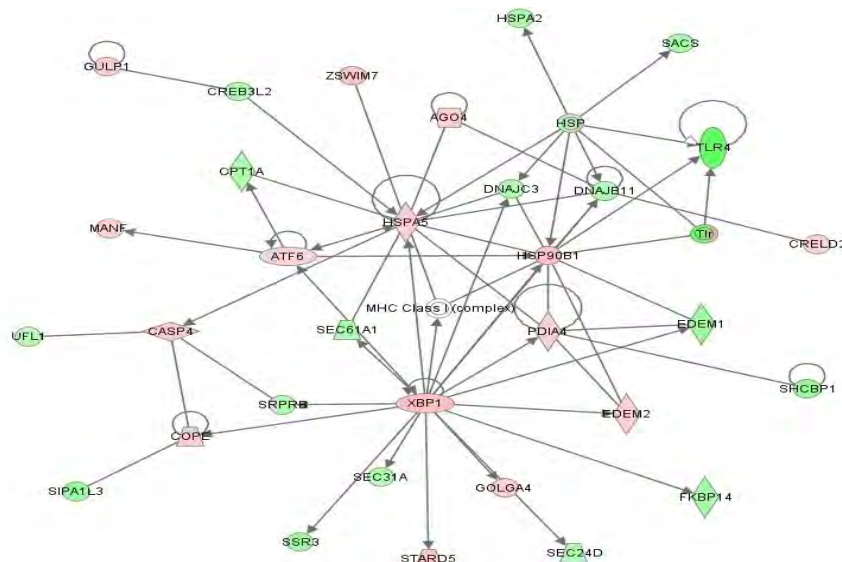 HSPA2
SACS
GULP1
ZSWIM7
CREB3L2
AGO4
HSP
TLR4
CPT1A
DNAJC3
DNAJB11
HSPA5
MANF
Tlr
CRELD2
ATF6
HSP90B1
MHC Class I (complex)
SEC61A1
PDIA4
EDEM1
UFL1
CASP4
SHCBP1
SRPRB
XBP1
EDEM2
COPE
SEC31A
SIPA1L3
GOLGA4
FKBP14
SSR3
STARD5
SEC24D